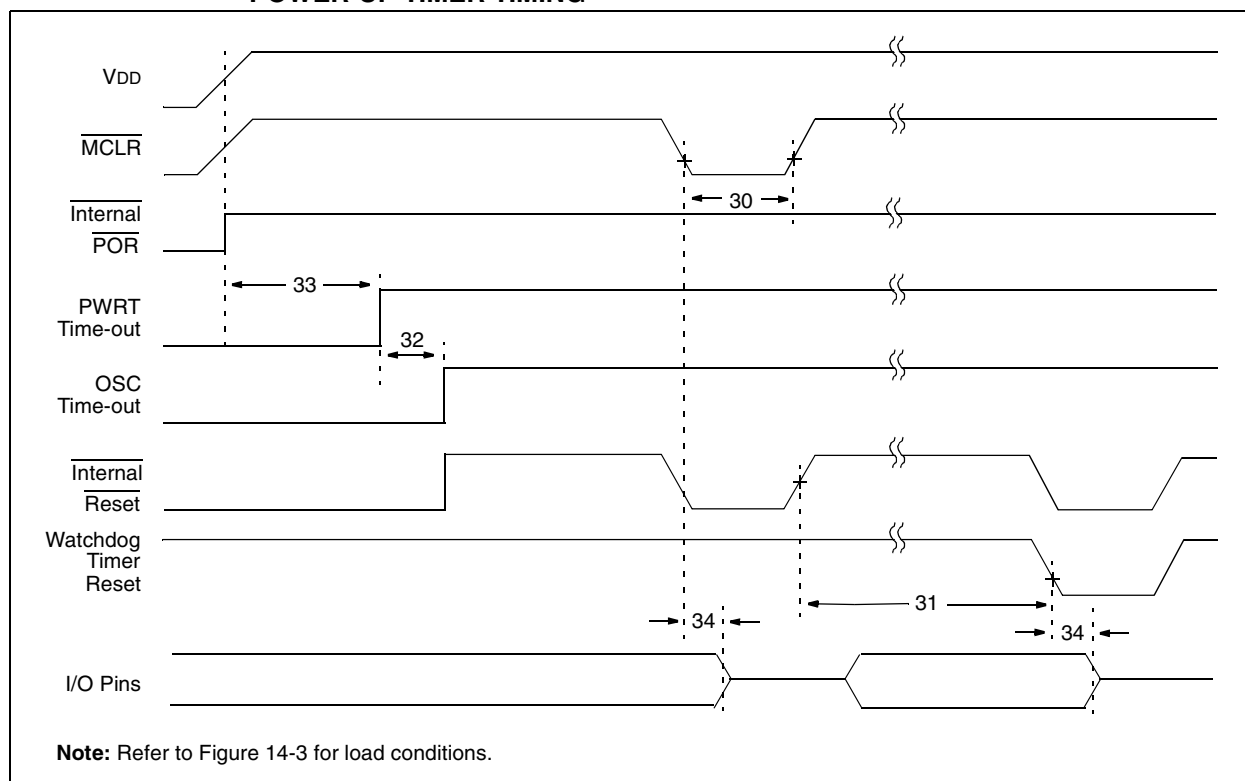 POWER-UP TIMER TIMING
VDD
MCLR
Internal
POR
33
PWRT
Time-out
32
OSC
Time-out
Internal
Reset
Watchdog
Timer
Reset
30
31
34
34
I/O Pins
Note: Refer to Figure 14-3 for load conditions.